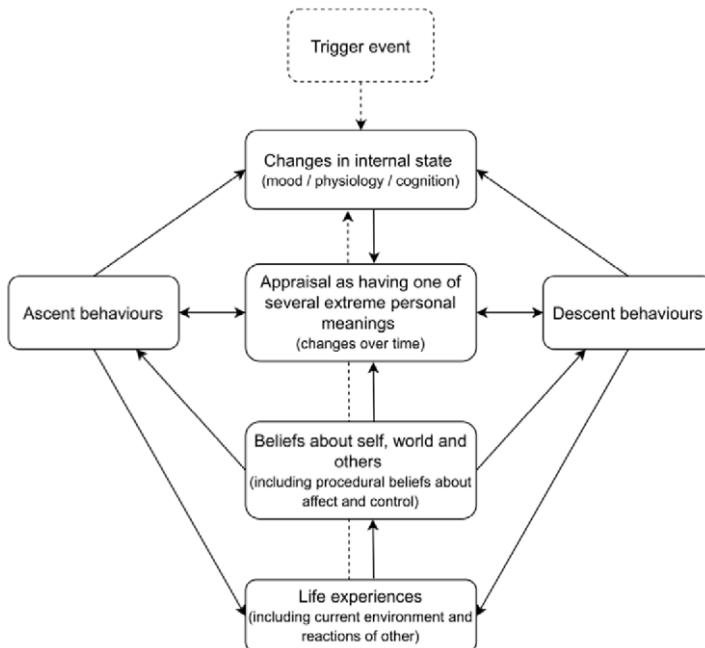 Trigger event
Changes in internal state
(mood / physiology / cognition)
Appraisal as having one of
several extreme personal
meanings
(changes over time)
Ascent behaviours
Descent behaviours
Beliefs about self, world and
others
(including procedural beliefs about
affect and control)
Life experiences
(including current environment and
reactions of other)